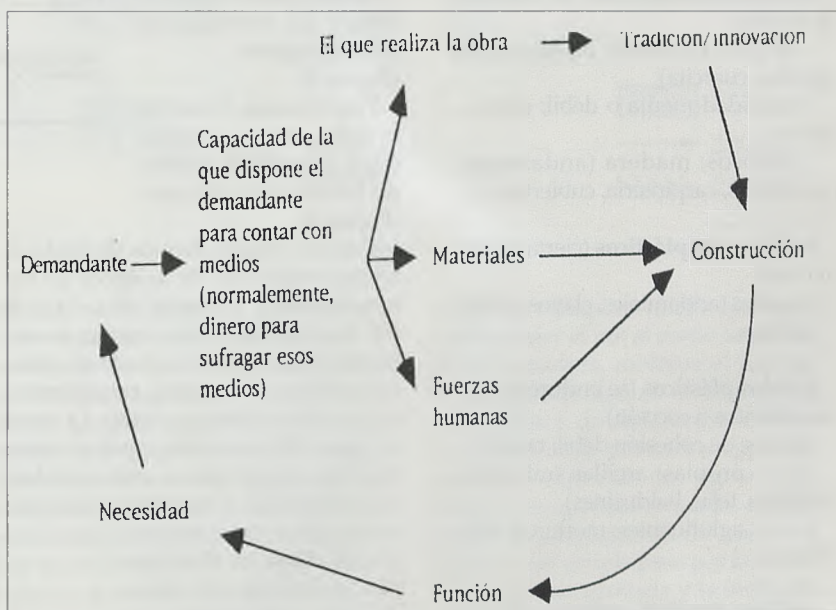 El que realiza la obra
Tradición/innovación
Capacidad de la
que dispone el
demandante
para contar con
medios
(normalemente,
dinero para
sufragar esos
medios)
Demandante
Materiales
Construcción
Fuerzas
humanas
Necesidad
Función